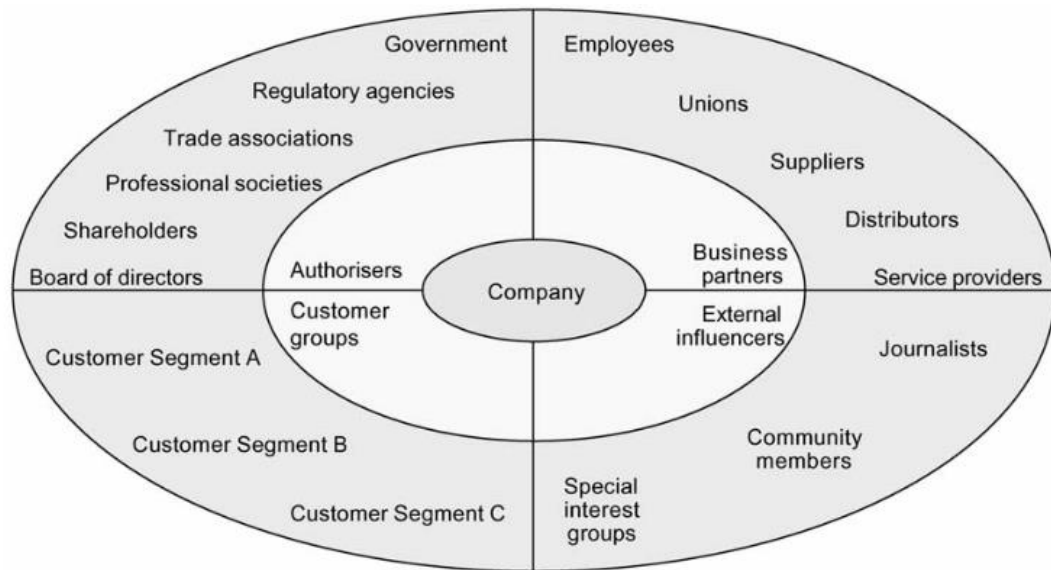 Government
Employees
Regulatory agencies
Unions
Trade associations
Suppliers
Professional societies
Shareholders
Distributors
Board of directors
Authorisers
Business
partners
Service providers
Company
Customer
groups
External
influencers
Customer Segment A
Journalists
Customer Segment B
Community
members
Customer Segment C
Special
interest
groups